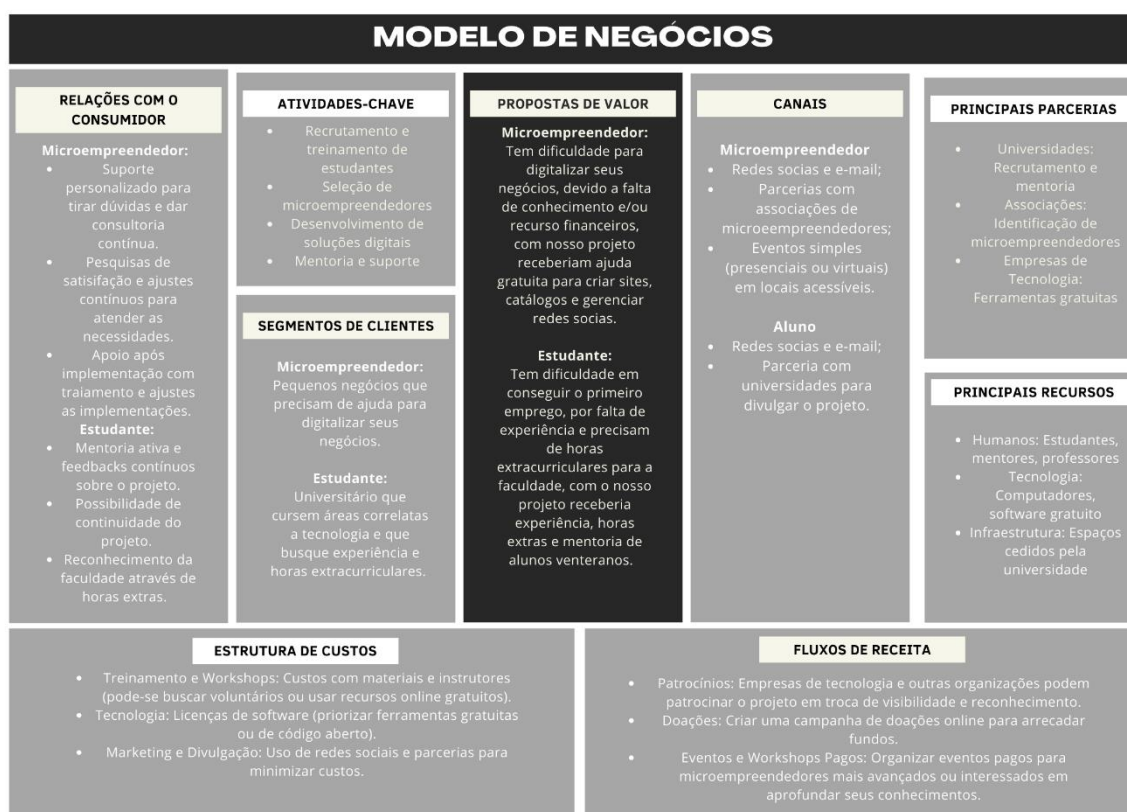 MODELO DE NEGÓCIOS
RELAÇÕES COM O
CONSUMIDOR
Microempreendedor:
• Suporte
personalizado para
tirar dúvidas e dar
consultoria
contínua.
• Pesquisas de
satisifação e ajustes
contínuos para
atender as
necessidades.
• Apoio após
implementação com
traiamento e ajustes
as implementações.
Estudante:
• Mentoria ativa e
feedbacks contínuos
sobre o projeto.
• Possibilidade de
continuidade do
projeto.
• Reconhecimento da
faculdade através de
horas extras.
ATIVIDADES-CHAVE
• Recrutamento e
treinamento de
estudantes
• Seleção de
microempreendedores
• Desenvolvimento de
soluções digitais
• Mentoria e suporte
SEGMENTOS DE CLIENTES
Microempreendedor:
Pequenos negócios que
precisam de ajuda para
digitalizar seus
negócios.
Estudante:
Universitário que
cursem áreas correlatas
a tecnologia e que
busque experiência e
horas extracurriculares.
PROPOSTAS DE VALOR
Microempreendedor:
Tem dificuldade para
digitalizar seus
negócios, devido a falta
de conhecimento e/ou
recurso financeiros,
com nosso projeto
receberiam ajuda
gratuita para criar sites,
catálogos e gerenciar
redes socias.
Estudante:
Tem dificuldade em
conseguir o primeiro
emprego, por falta de
experiência e precisam
de horas
extracurriculares para a
faculdade, com o nosso
projeto receberia
experiência, horas
extras e mentoria de
alunos venteranos.
CANAIS
Microempreendedor
• Redes socias e e-mail;
• Parcerias com
associações de
microeempreendedores;
• Eventos simples
(presenciais ou virtuais)
em locais acessíveis.
Aluno
• Redes socias e e-mail;
• Parceria com
universidades para
divulgar o projeto.
PRINCIPAIS PARCERIAS
• Universidades:
Recrutamento e
mentoria
• Associações:
Identificação de
microempreendedores
• Empresas de
Tecnologia:
Ferramentas gratuitas
PRINCIPAIS RECURSOS
• Humanos: Estudantes,
mentores, professores
• Tecnologia:
Computadores,
software gratuito
• Infraestrutura: Espaços
cedidos pela
universidade
ESTRUTURA DE CUSTOS
• Treinamento e Workshops: Custos com materiais e instrutores
(pode-se buscar voluntários ou usar recursos online gratuitos).
• Tecnologia: Licenças de software (priorizar ferramentas gratuitas
ou de código aberto).
• Marketing e Divulgação: Uso de redes sociais e parcerias para
minimizar custos.
FLUXOS DE RECEITA
• Patrocínios: Empresas de tecnologia e outras organizações podem
patrocinar o projeto em troca de visibilidade e reconhecimento.
• Doações: Criar uma campanha de doações online para arrecadar
fundos.
• Eventos e Workshops Pagos: Organizar eventos pagos para
microempreendedores mais avançados ou interessados em
aprofundar seus conhecimentos.